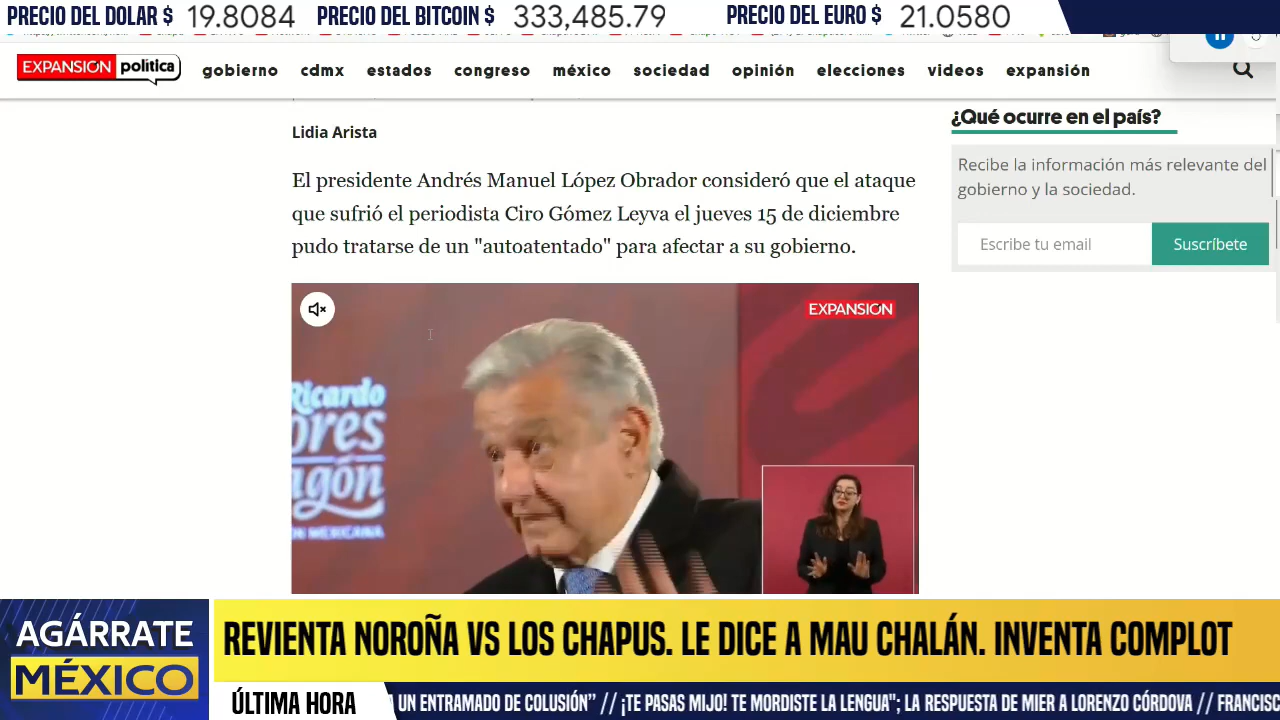 PRECIO DEL DOLAR $ 19.8084 PRECIO DEL BITCOIN $ 333,485.79 PRECIO DEL EURO $ 21.0580
EXPANSIÓN política gobierno cdmx estados congreso méxico sociedad opinión elecciones videos expansión
¿Qué ocurre en el país?
Recibe la información más relevante del
gobierno y la sociedad.
Escribe tu email Suscríbete
Lidia Arista
El presidente Andrés Manuel López Obrador consideró que el ataque
que sufrió el periodista Ciro Gómez Leyva el jueves 15 de diciembre
pudo tratarse de un "autoatentado" para afectar a su gobierno.
EXPANSIÓN
Ricardo
ores
agón
N MEXICANA
AGÁRRATE
MÉXICO
REVIENTA NOROÑA VS LOS CHAPUS. LE DICE A MAU CHALÁN. INVENTA COMPLOT
ÚLTIMA HORA
UN ENTRAMADO DE COLUSIÓN” // ¡TE PASAS MIJO! TE MORDISTE LA LENGUA"; LA RESPUESTA DE MIER A LORENZO CÓRDOVA // FRANCISC